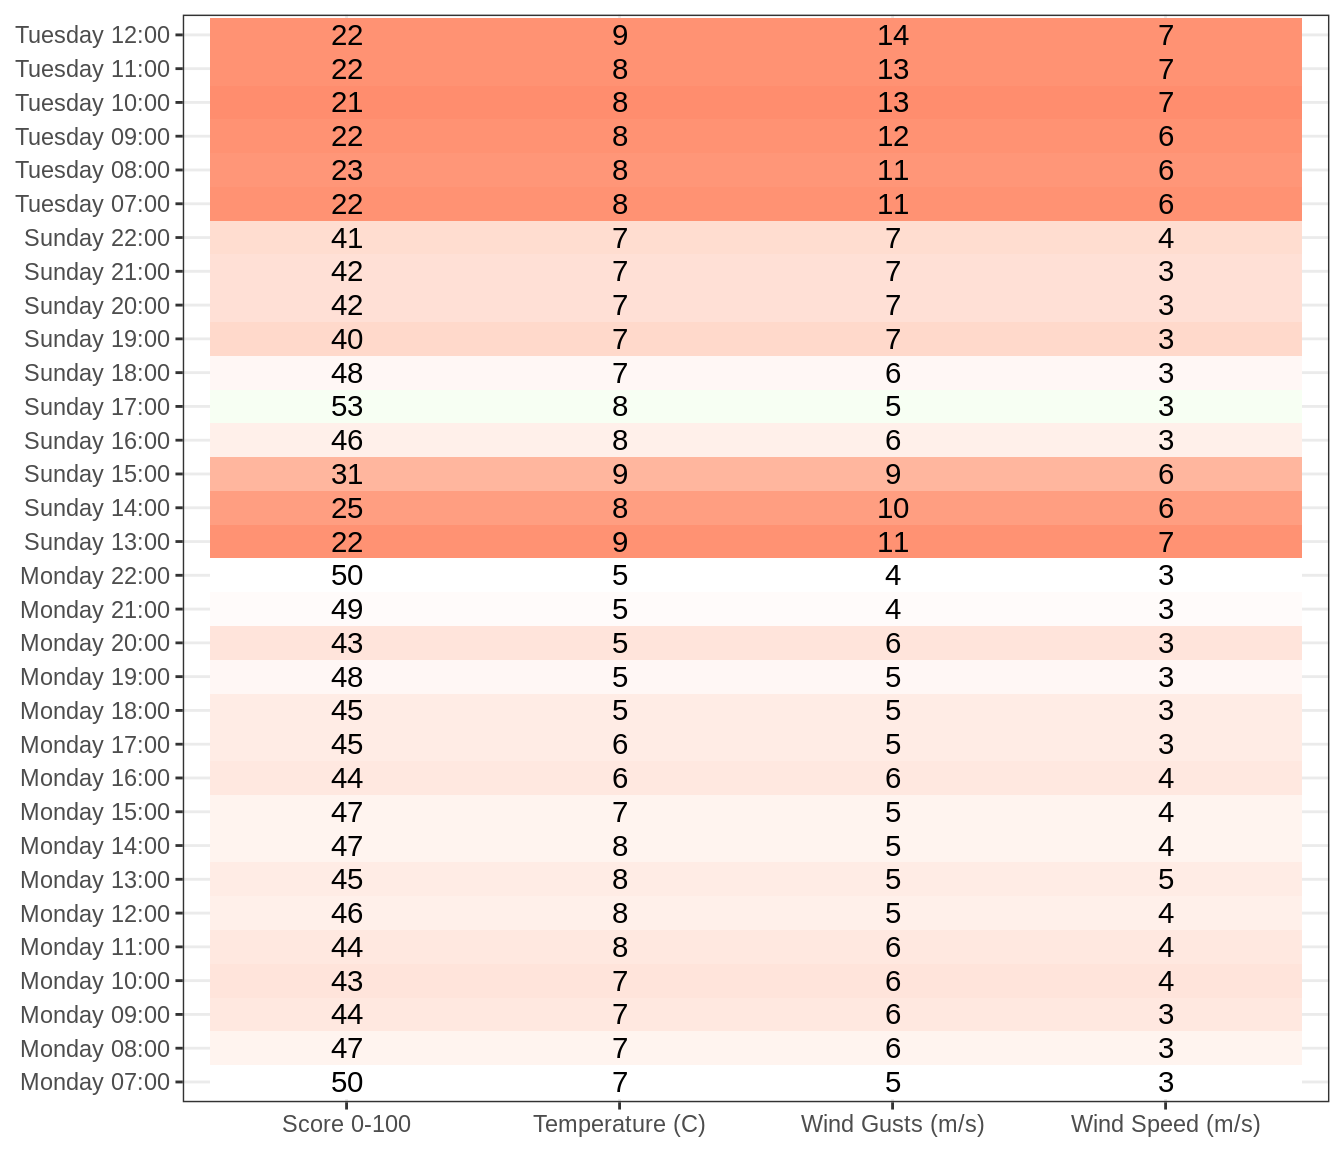 Tuesday 12:00 22 9 14 7
Tuesday 11:00 22 8 13 7
Tuesday 10:00 21 8 13 7
Tuesday 09:00 22 8 12 6
Tuesday 08:00 23 8 11 6
Tuesday 07:00 22 8 11 6
Sunday 22:00 41 7 7 4
Sunday 21:00 42 7 7 3
Sunday 20:00 42 7 7 3
Sunday 19:00 40 7 7 3
Sunday 18:00 48 7 6 3
Sunday 17:00 53 8 5 3
Sunday 16:00 46 8 6 3
Sunday 15:00 31 9 9 6
Sunday 14:00 25 8 10 6
Sunday 13:00 22 9 11 7
Monday 22:00 50 5 4 3
Monday 21:00 49 5 4 3
Monday 20:00 43 5 6 3
Monday 19:00 48 5 5 3
Monday 18:00 45 5 5 3
Monday 17:00 45 6 5 3
Monday 16:00 44 6 6 4
Monday 15:00 47 7 5 4
Monday 14:00 47 8 5 4
Monday 13:00 45 8 5 5
Monday 12:00 46 8 5 4
Monday 11:00 44 8 6 4
Monday 10:00 43 7 6 4
Monday 09:00 44 7 6 3
Monday 08:00 47 7 6 3
Monday 07:00 50 7 5 3
Score 0-100 Temperature (C) Wind Gusts (m/s) Wind Speed (m/s)